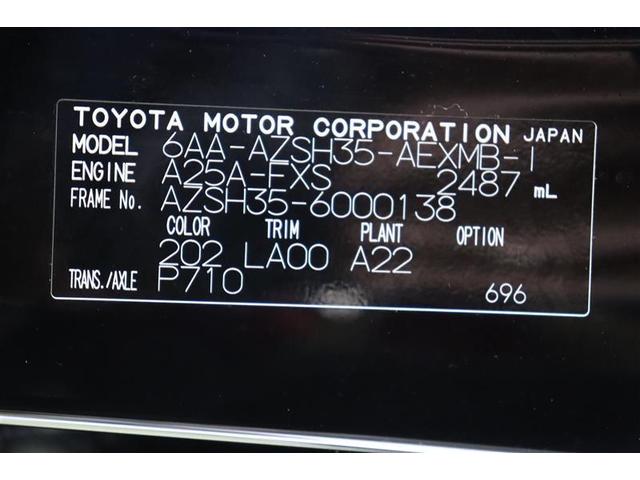 TOYOTA MOTOR CORPORATION JAPAN
MODEL 6AA-AZSH35-AEXMB-I
ENGINE A25A-FXS 2487 mL
FRAME No. AZSH35-6000138
COLOR TRIM PLANT OPTION
202 LA00 A22
TRANS./AXLE P710 696